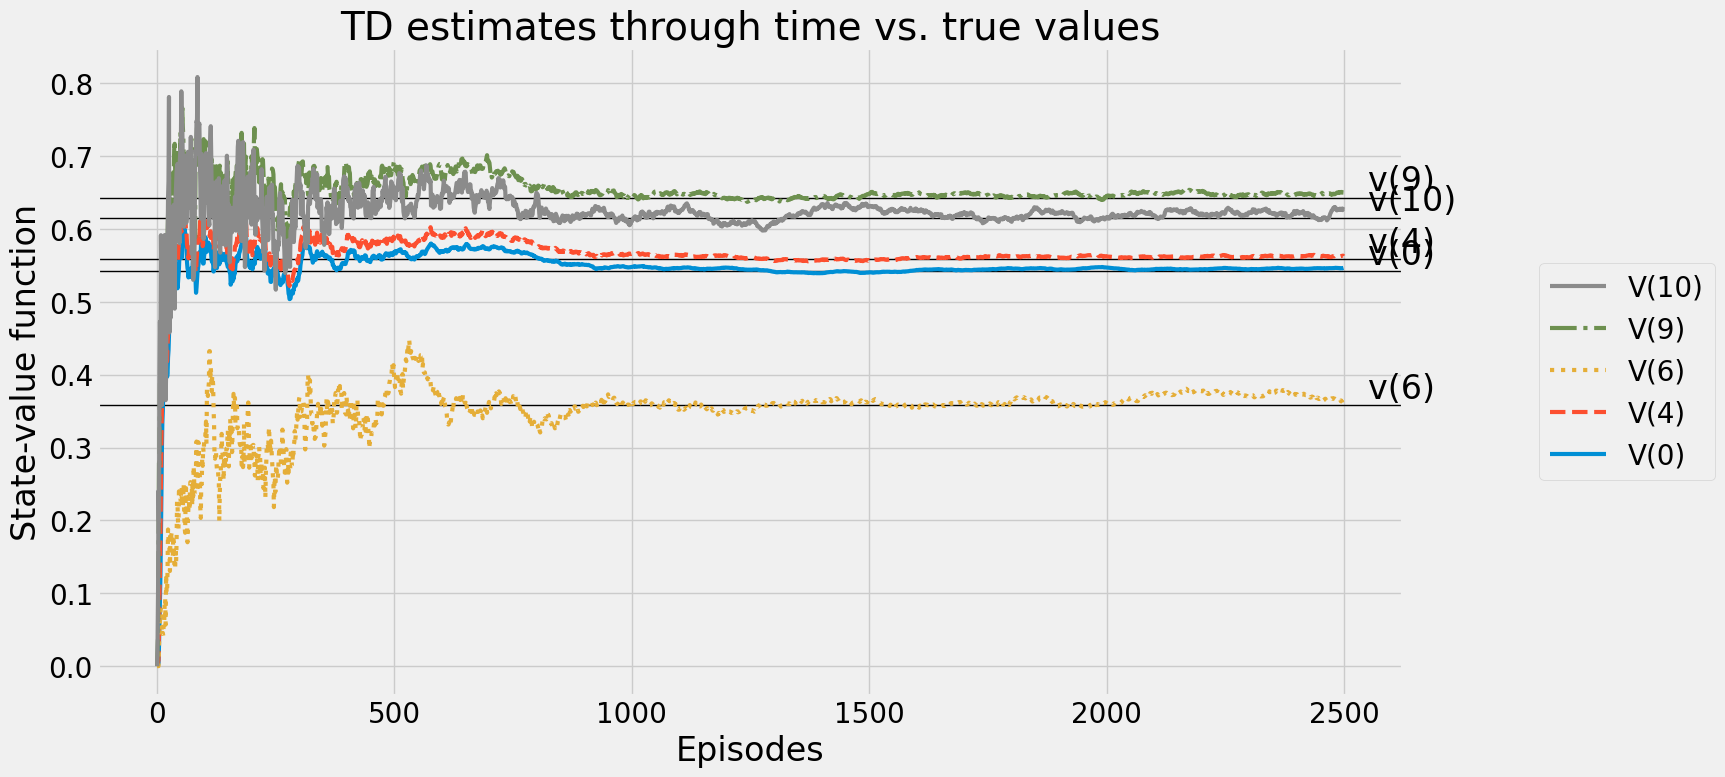 TD estimates through time vs. true values
State-value function
0.8
0.7
0.6
0.5
0.4
0.3
0.2
0.1
0.0
v(9)
v(10)
v(4)
v(0)
v(6)
V(10)
V(9)
V(6)
V(4)
V(0)
0 500 1000 1500 2000 2500
Episodes